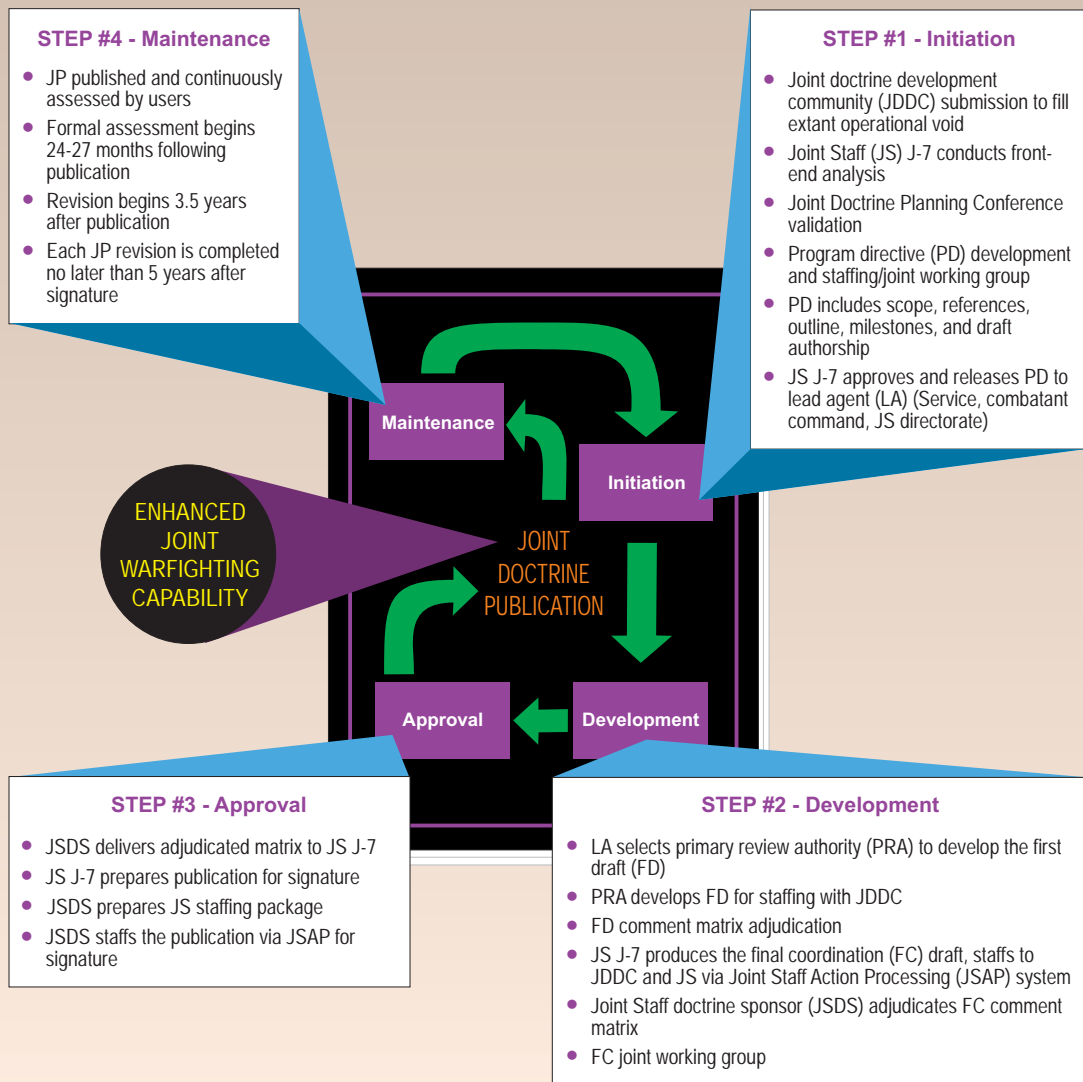 STEP #4 - Maintenance
• JP published and continuously
assessed by users
• Formal assessment begins
24-27 months following
publication
• Revision begins 3.5 years
after publication
• Each JP revision is completed
no later than 5 years after
signature
STEP #1 - Initiation
• Joint doctrine development
community (JDDC) submission to fill
extant operational void
• Joint Staff (JS) J-7 conducts front-
end analysis
• Joint Doctrine Planning Conference
validation
• Program directive (PD) development
and staffing/joint working group
• PD includes scope, references,
outline, milestones, and draft
authorship
• JS J-7 approves and releases PD to
lead agent (LA) (Service, combatant
command, JS directorate)
Maintenance
Initiation
ENHANCED
JOINT
WARFIGHTING
CAPABILITY
JOINT
DOCTRINE
PUBLICATION
Approval
Development
STEP #3 - Approval
• JSDS delivers adjudicated matrix to JS J-7
• JS J-7 prepares publication for signature
• JSDS prepares JS staffing package
• JSDS staffs the publication via JSAP for
signature
STEP #2 - Development
• LA selects primary review authority (PRA) to develop the first
draft (FD)
• PRA develops FD for staffing with JDDC
• FD comment matrix adjudication
• JS J-7 produces the final coordination (FC) draft, staffs to
JDDC and JS via Joint Staff Action Processing (JSAP) system
• Joint Staff doctrine sponsor (JSDS) adjudicates FC comment
matrix
• FC joint working group